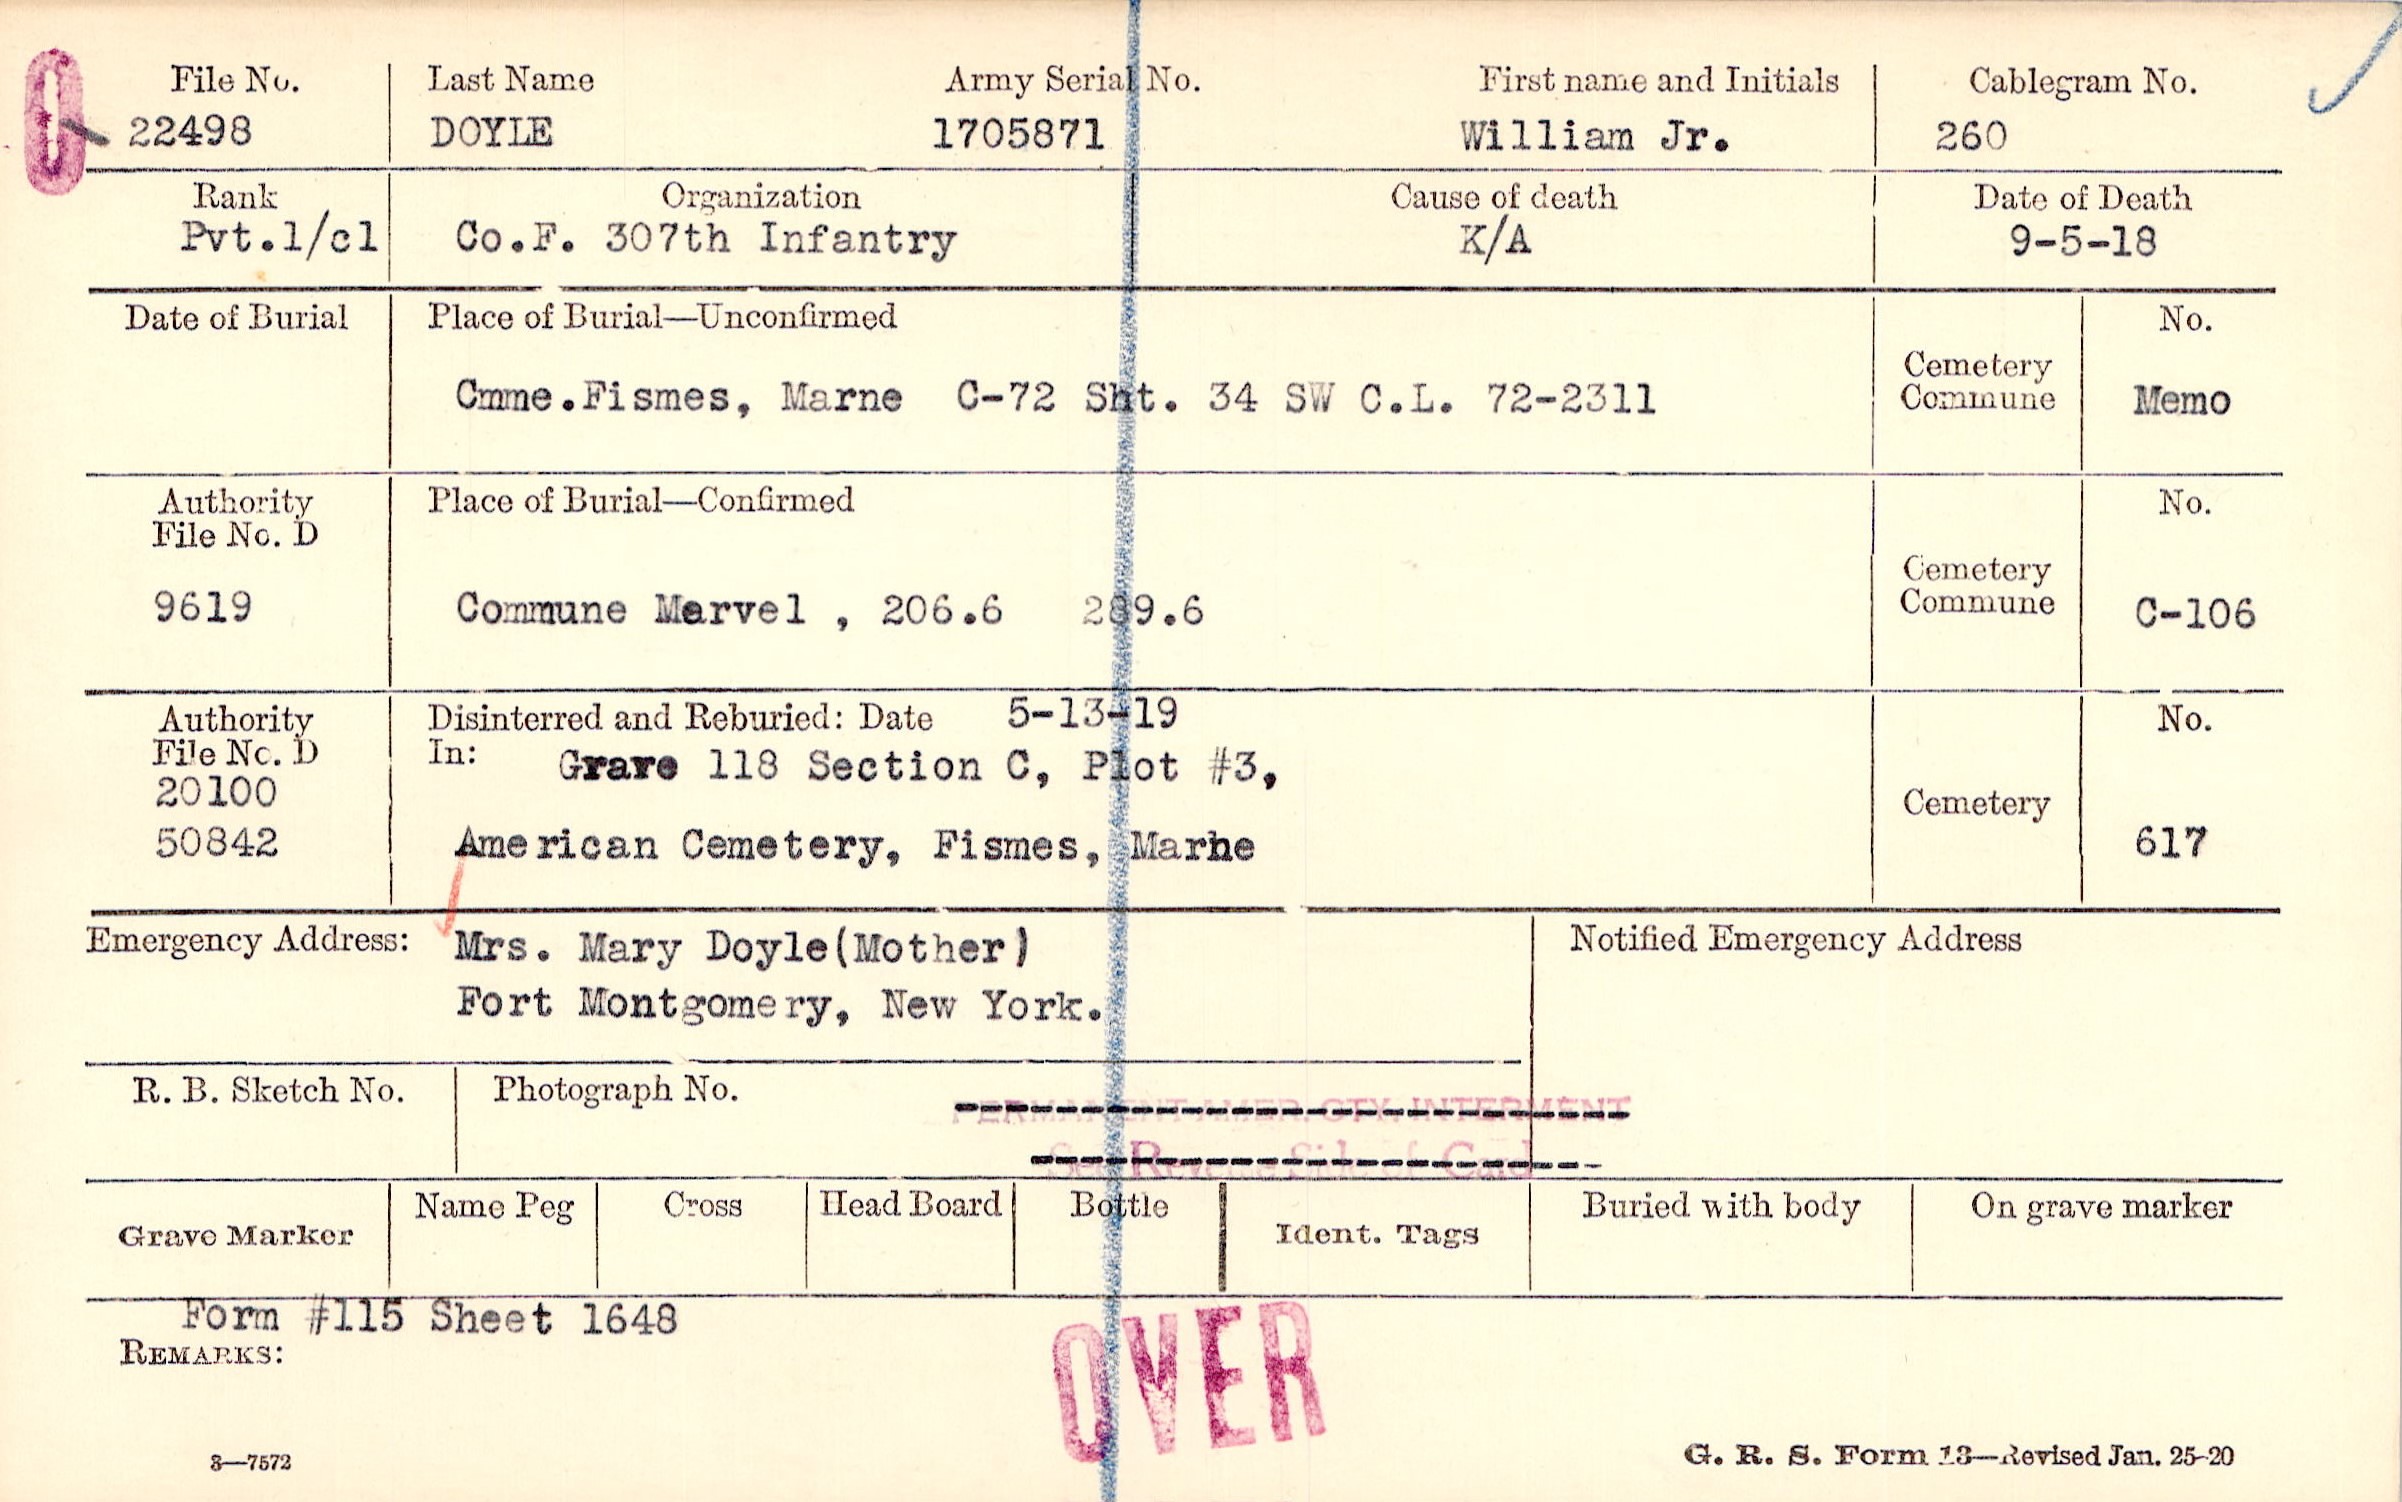 File No. Last Name Army Serial No. First name and Initials Cablegram No.
22498 DOYLE 1705871 William Jr. 260
Rank Organization Cause of death Date of Death
Pvt.1/cl Co.F. 307th Infantry K/A 9-5-18
Date of Burial Place of Burial—Unconfirmed No.
Cmme.Fismes, Marne C-72 Sht. 34 SW C.L. 72-2311 Cemetery Commune Memo
Authority File No. D Place of Burial—Confirmed No.
9619 Commune Mervel , 206.6 289.6 Cemetery Commune C-106
Authority Disinterred and Reburied: Date 5-13-19 No.
File No. D In: Grave 118 Section C, Plot #3,
20100 Cemetery
50842 American Cemetery, Fismes, Marne 617
Emergency Address: Mrs. Mary Doyle(Mother) Notified Emergency Address
Fort Montgomery, New York.
R. B. Sketch No. Photograph No.
PERMANENT AMER. CTY. INTERMENT
See Reverse Side of Card
Grave Marker Name Peg Cross Head Board Bottle Ident. Tags Buried with body On grave marker
Form #115 Sheet 1648
REMARKS:
OVER
3—7572 G. R. S. Form 13—Revised Jan. 25-20